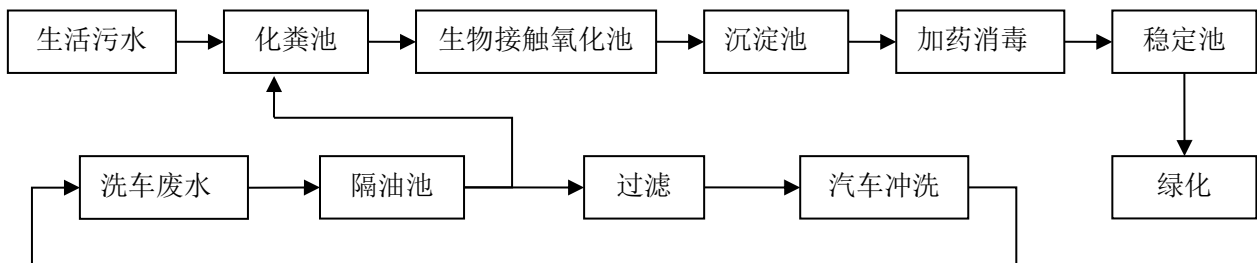 生活污水
化粪池
生物接触氧化池
沉淀池
加药消毒
稳定池
洗车废水
隔油池
过滤
汽车冲洗
绿化